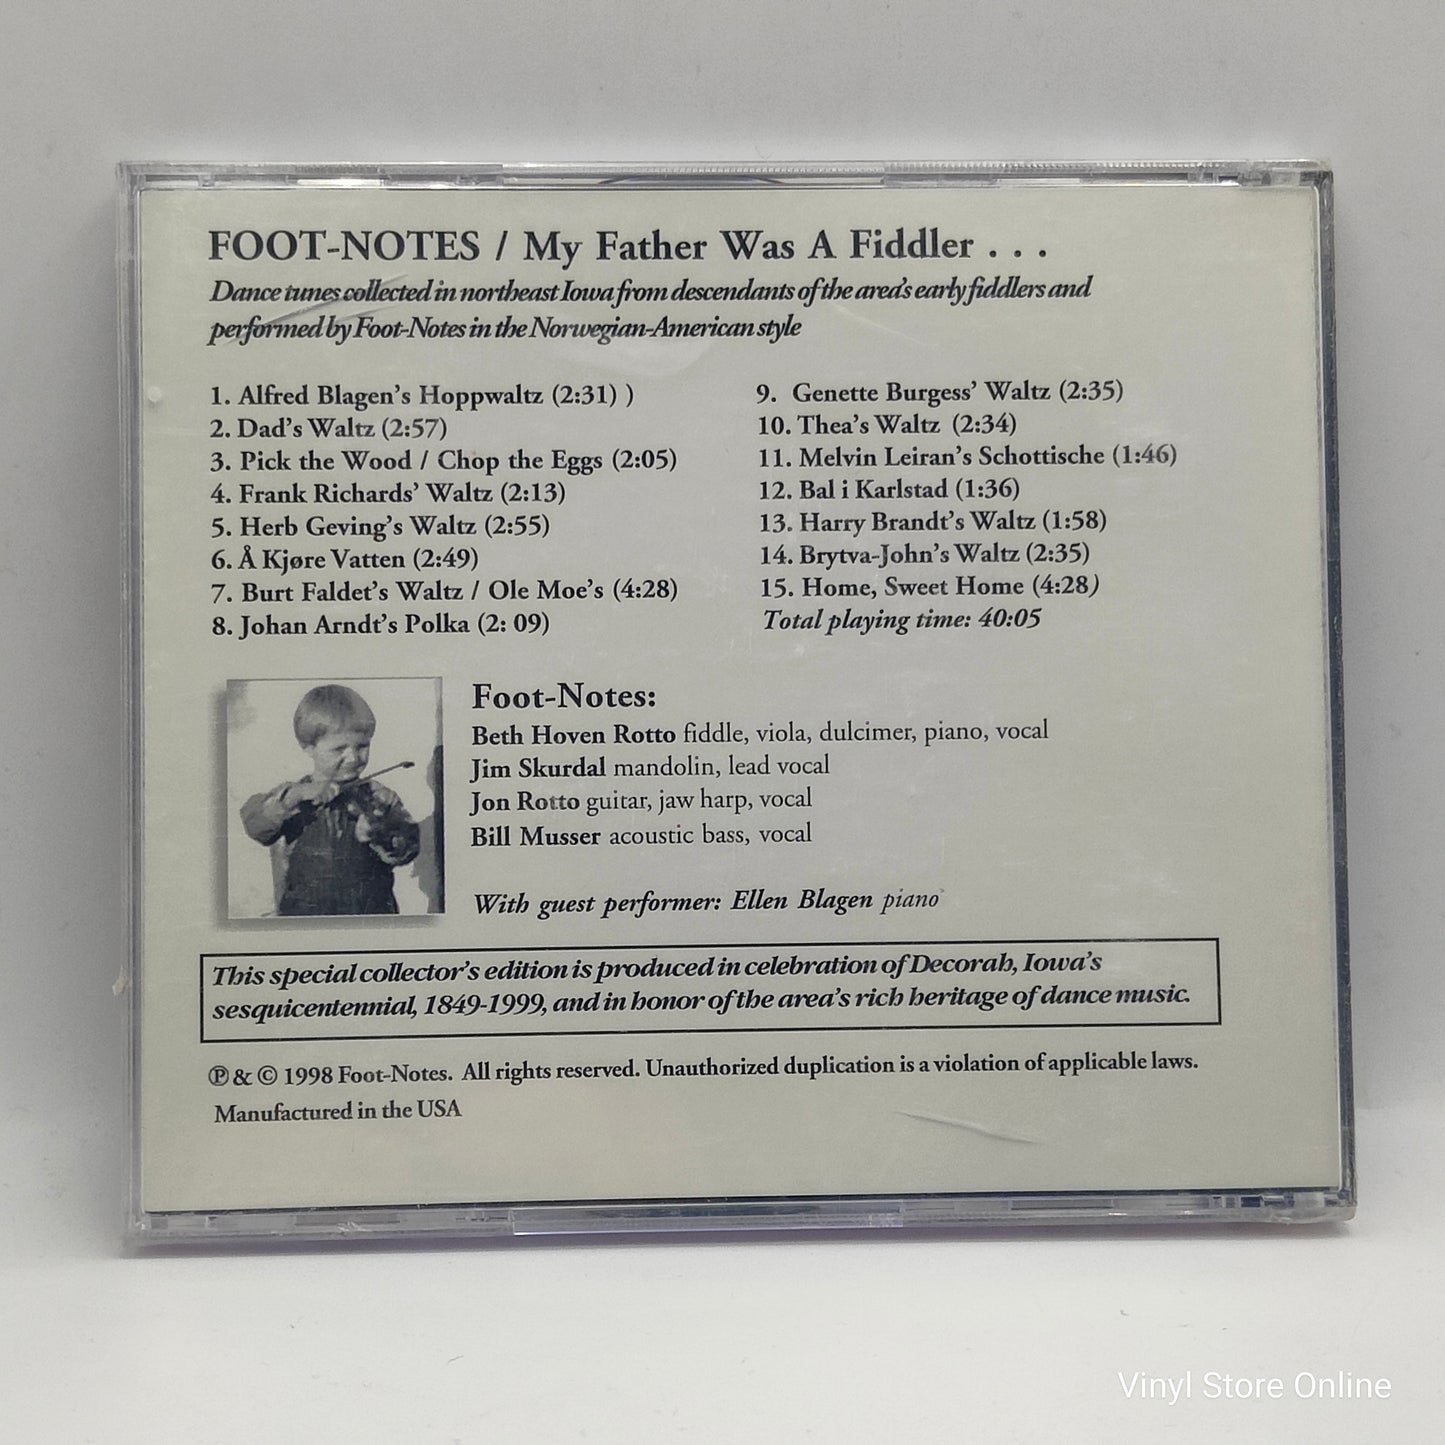 FOOT-NOTES / My Father Was A Fiddler . . .
Dance tunes collected in northeast Iowa from descendants of the area's early fiddlers and
performed by Foot-Notes in the Norwegian-American style
1. Alfred Blagen's Hoppwaltz (2:31) )
2. Dad's Waltz (2:57)
3. Pick the Wood / Chop the Eggs (2:05)
4. Frank Richards' Waltz (2:13)
5. Herb Geving's Waltz (2:55)
6. Å Kjøre Vatten (2:49)
7. Burt Faldet's Waltz / Ole Moe's (4:28)
8. Johan Arndt's Polka (2: 09)
9. Genette Burgess' Waltz (2:35)
10. Thea's Waltz (2:34)
11. Melvin Leiran's Schottische (1:46)
12. Bal i Karlstad (1:36)
13. Harry Brandt's Waltz (1:58)
14. Brytva-John's Waltz (2:35)
15. Home, Sweet Home (4:28)
Total playing time: 40:05
Foot-Notes:
Beth Hoven Rotto fiddle, viola, dulcimer, piano, vocal
Jim Skurdal mandolin, lead vocal
Jon Rotto guitar, jaw harp, vocal
Bill Musser acoustic bass, vocal
With guest performer: Ellen Blagen piano
This special collector's edition is produced in celebration of Decorah, Iowa's
sesquicentennial, 1849-1999, and in honor of the area's rich heritage of dance music.
℗ & © 1998 Foot-Notes. All rights reserved. Unauthorized duplication is a violation of applicable laws.
Manufactured in the USA
Vinyl Store Online